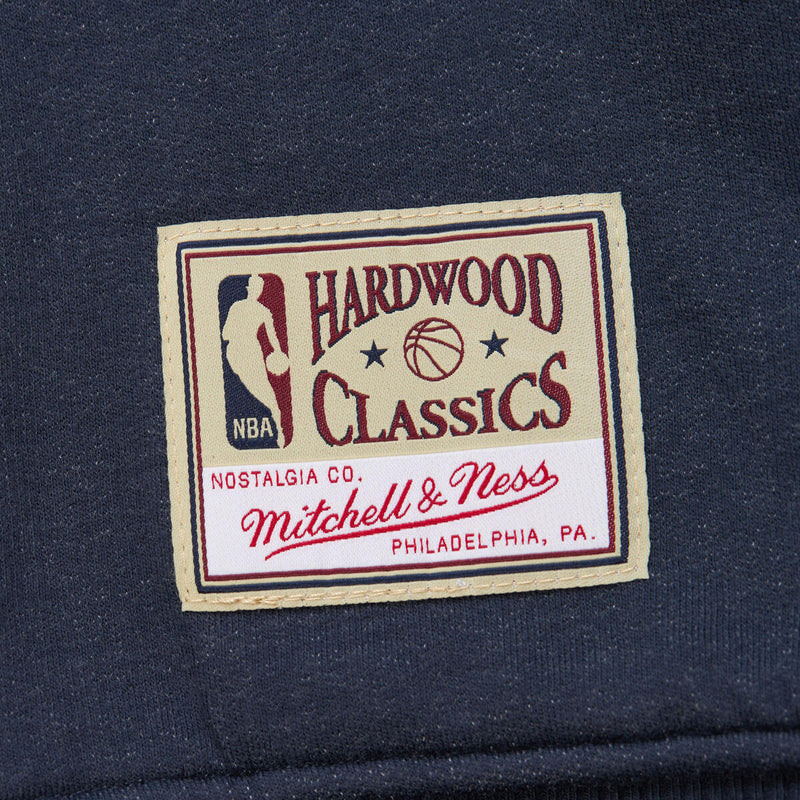 HARDWOOD
CLASSICS
NBA
NOSTALGIA CO.
Mitchell & Ness
PHILADELPHIA, PA.